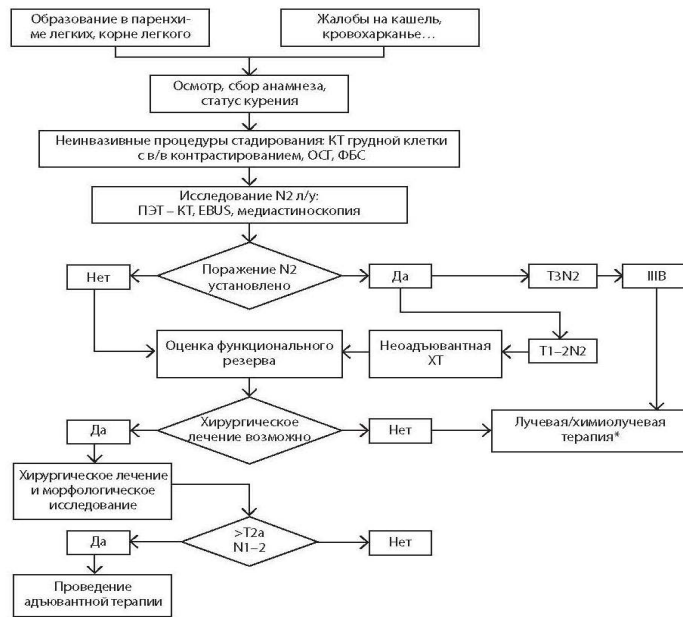 Образование в паренхи-
ме легких, корне легкого
Жалобы на кашель,
кровохарканье...
Осмотр, сбор анамнеза,
статус курения
Неинвазивные процедуры стадирования: КТ грудной клетки
с в/в контрастированием, ОСГ, ФБС
Исследование N2 л/у:
ПЭТ – КТ, EBUS, медиастиноскопия
Нет
Поражение N2
установлено
Да
T3N2
IIIB
Оценка функционального
резерва
Неоадъювантная
ХТ
T1–2N2
Да
Хирургическое
лечение возможно
Нет
Лучевая/химиолучевая
терапия*
Хирургическое лечение
и морфологическое
исследование
Да
>T2a
N1–2
Нет
Проведение
адъювантной терапии